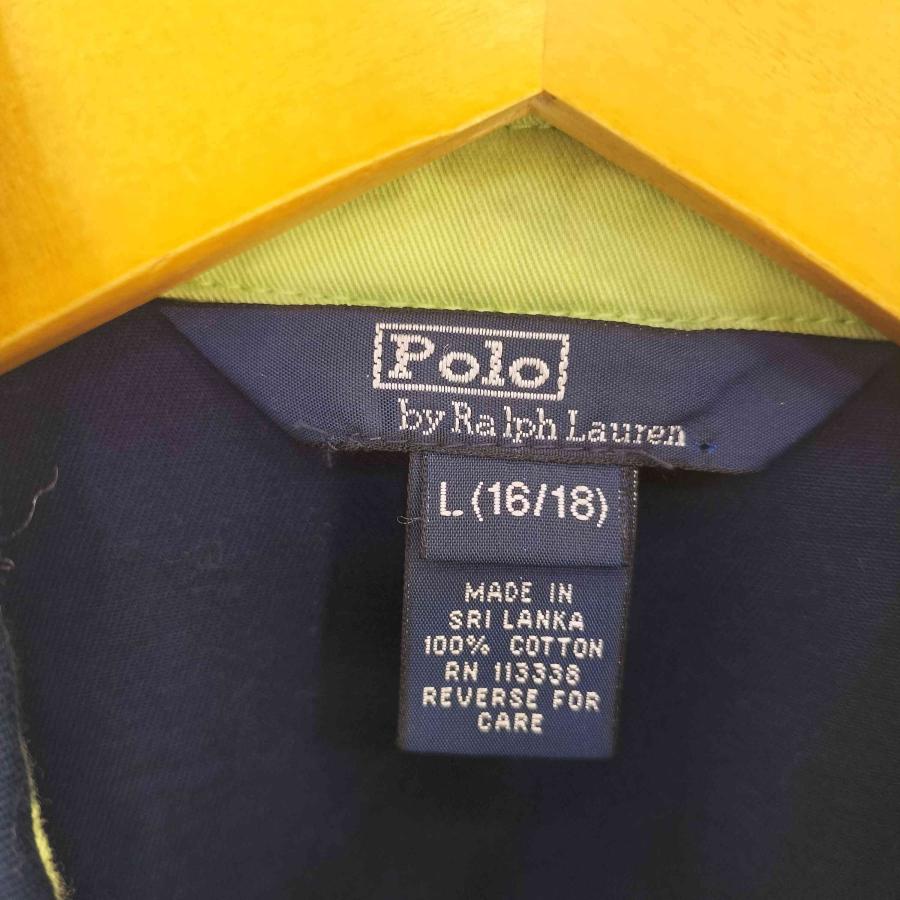 Polo
by Ralph Lauren
L (16/18)
MADE IN
SRI LANKA
100% COTTON
RN 113338
REVERSE FOR
CARE